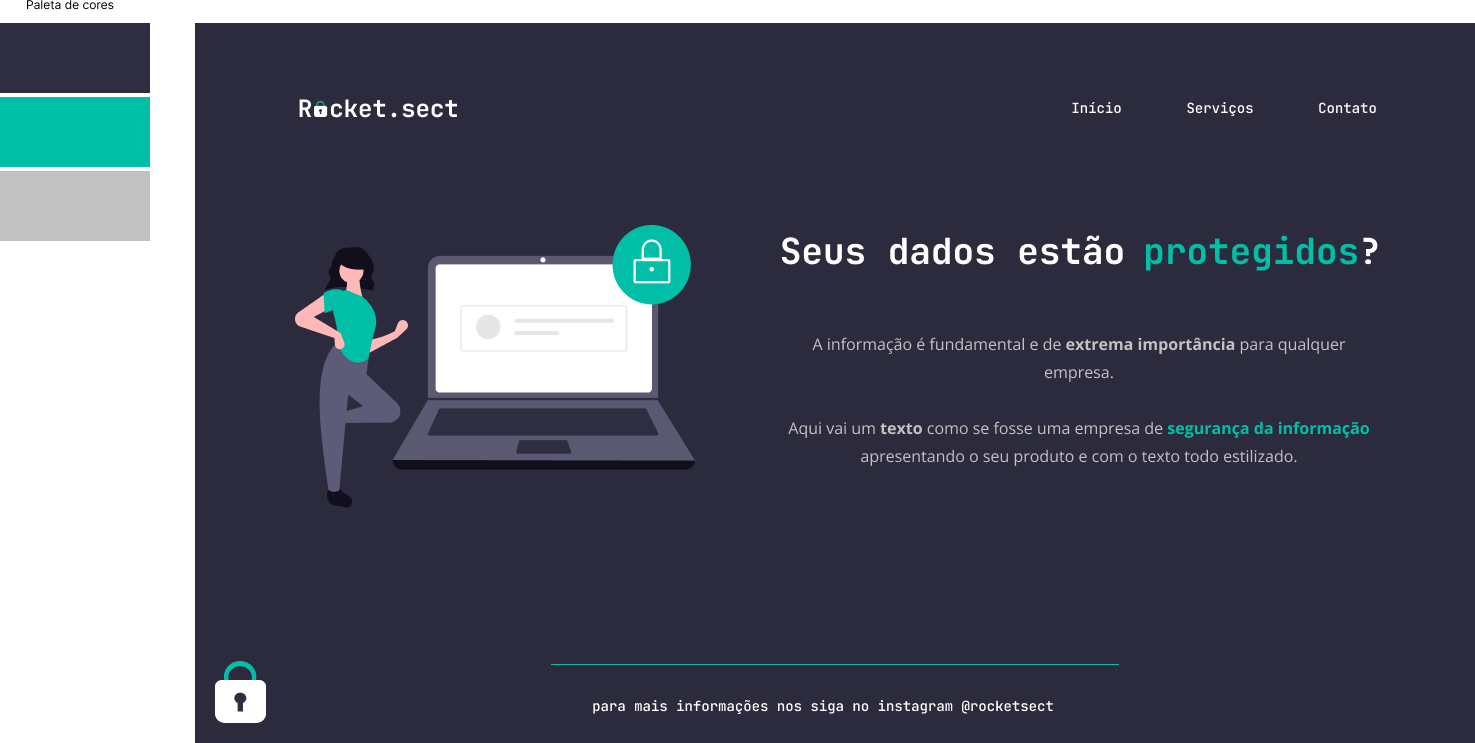 Paleta de cores
Rocket.sect
Início
Serviços
Contato
Seus dados estão protegidos?
A informação é fundamental e de extrema importância para qualquer
empresa.
Aqui vai um texto como se fosse uma empresa de segurança da informação
apresentando o seu produto e com o texto todo estilizado.
para mais informações nos siga no instagram @rocketsect